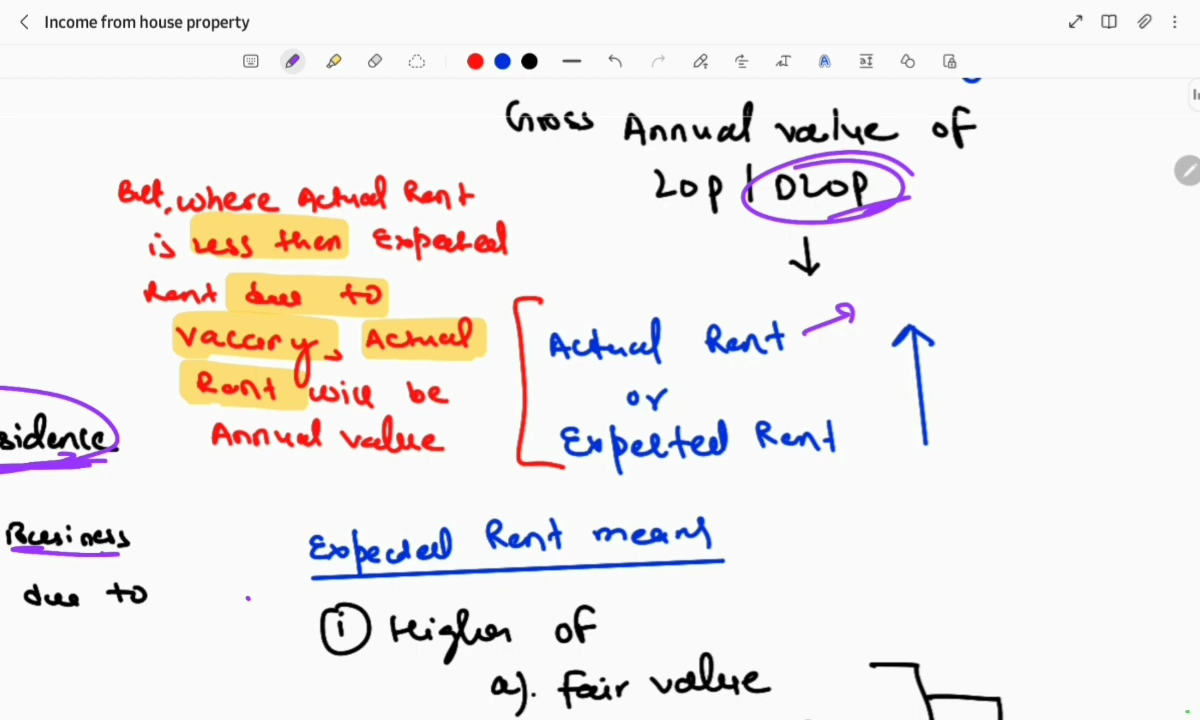 Income from house property
Gross Annual value of
LOP | DLOP
But, where Actual Rent
is less then Expected
Rent due to
vaccany, Actual
Rent will be
Annual value
Actual Rent
or
Expected Rent
sidence
Business
due to
Expected Rent means
(i) Higher of
a). Fair value